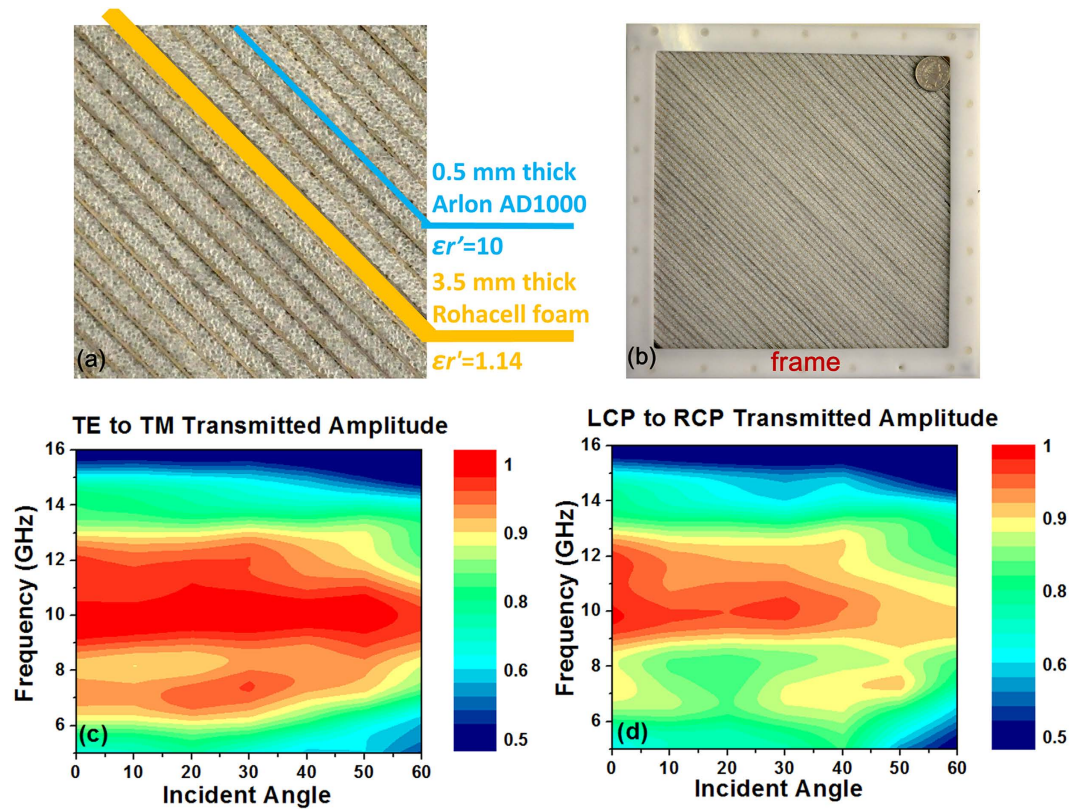 0.5 mm thick
Arlon AD1000
εr’=10
3.5 mm thick
Rohacell foam
εr’=1.14
(a)
(b)
frame
TE to TM Transmitted Amplitude
16
14
12
10
8
6
Frequency (GHz)
(c)
0 10 20 30 40 50 60
Incident Angle
1
0.9
0.8
0.6
0.5
LCP to RCP Transmitted Amplitude
16
14
12
10
8
6
Frequency (GHz)
(d)
0 10 20 30 40 50 60
Incident Angle
1
0.9
0.8
0.6
0.5